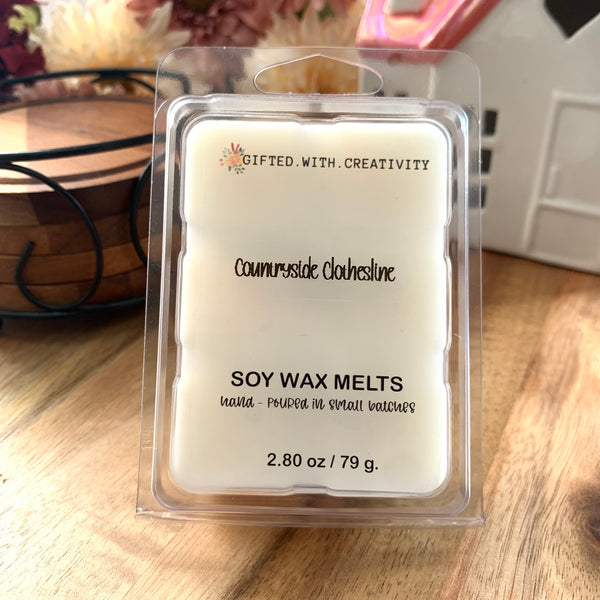 GIFTED.WITH.CREATIVITY
Countryside Clothesline
SOY WAX MELTS
hand - poured in small batches
2.80 oz / 79 g.